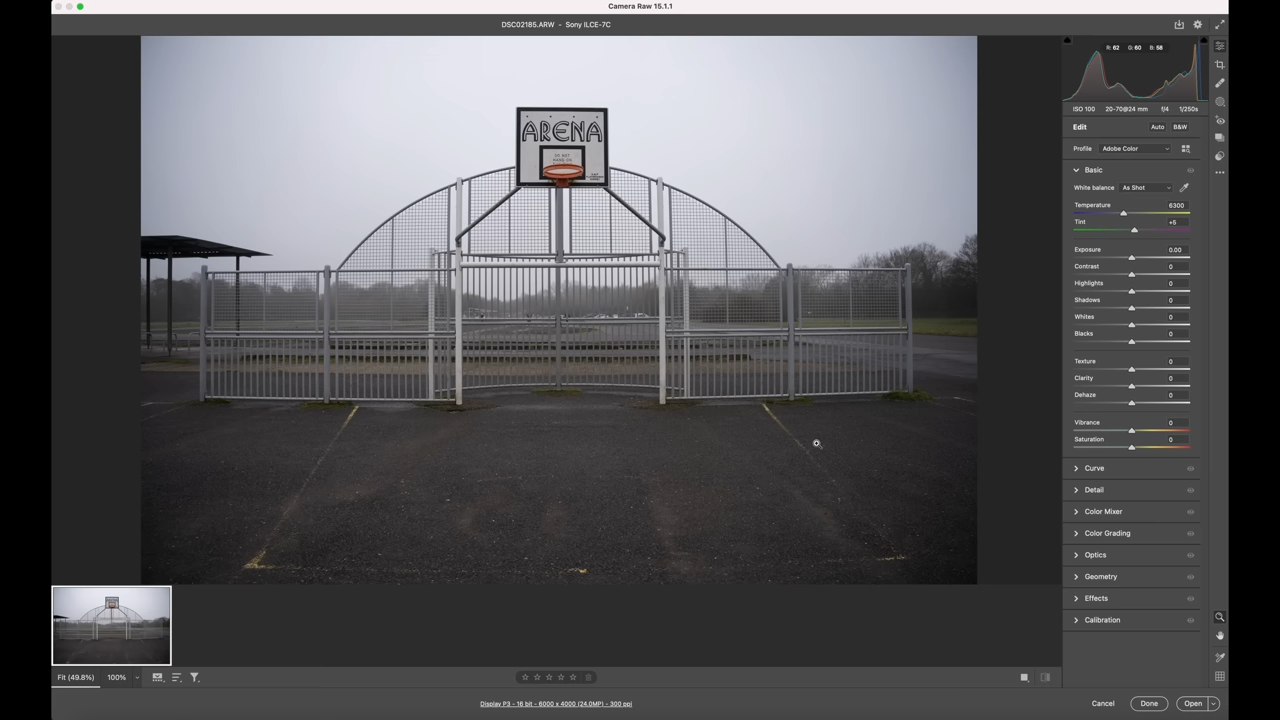 Camera Raw 15.1.1
DSC02185.ARW - Sony ILCE-7C
R: 62 G: 60 B: 58
ISO 100 20-70@24 mm f/4 1/250s
Edit Auto B&W
Profile Adobe Color
Basic
White balance As Shot
Temperature 6300
Tint +5
Exposure 0.00
Contrast 0
Highlights 0
Shadows 0
Whites 0
Blacks 0
Texture 0
Clarity 0
Dehaze 0
Vibrance 0
Saturation 0
Curve
Detail
Color Mixer
Color Grading
Optics
Geometry
Effects
Calibration
ARENA
DO NOT
HANG ON
Fit (49.8%) 100%
Display P3 - 16 bit - 6000 x 4000 (24.0MP) - 300 ppi
Cancel Done Open